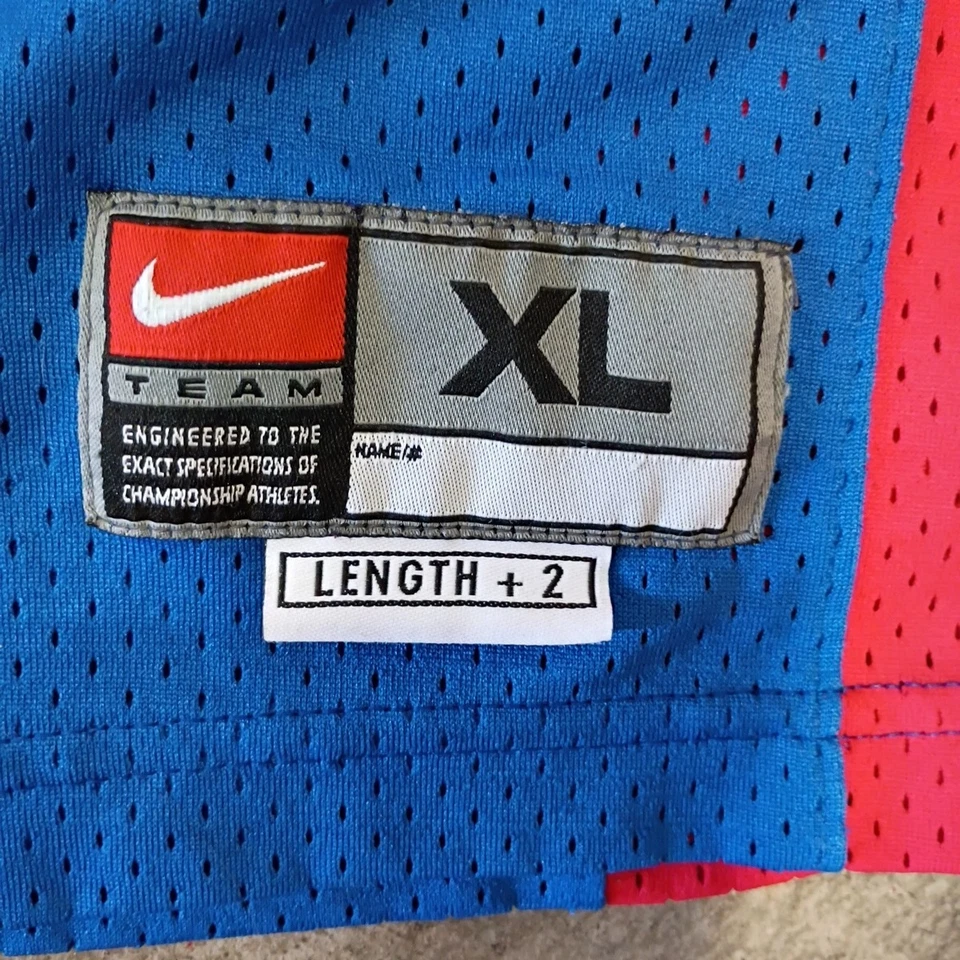 TEAM
ENGINEERED TO THE
EXACT SPECIFICATIONS OF
CHAMPIONSHIP ATHLETES.
XL
NAME/#
LENGTH + 2